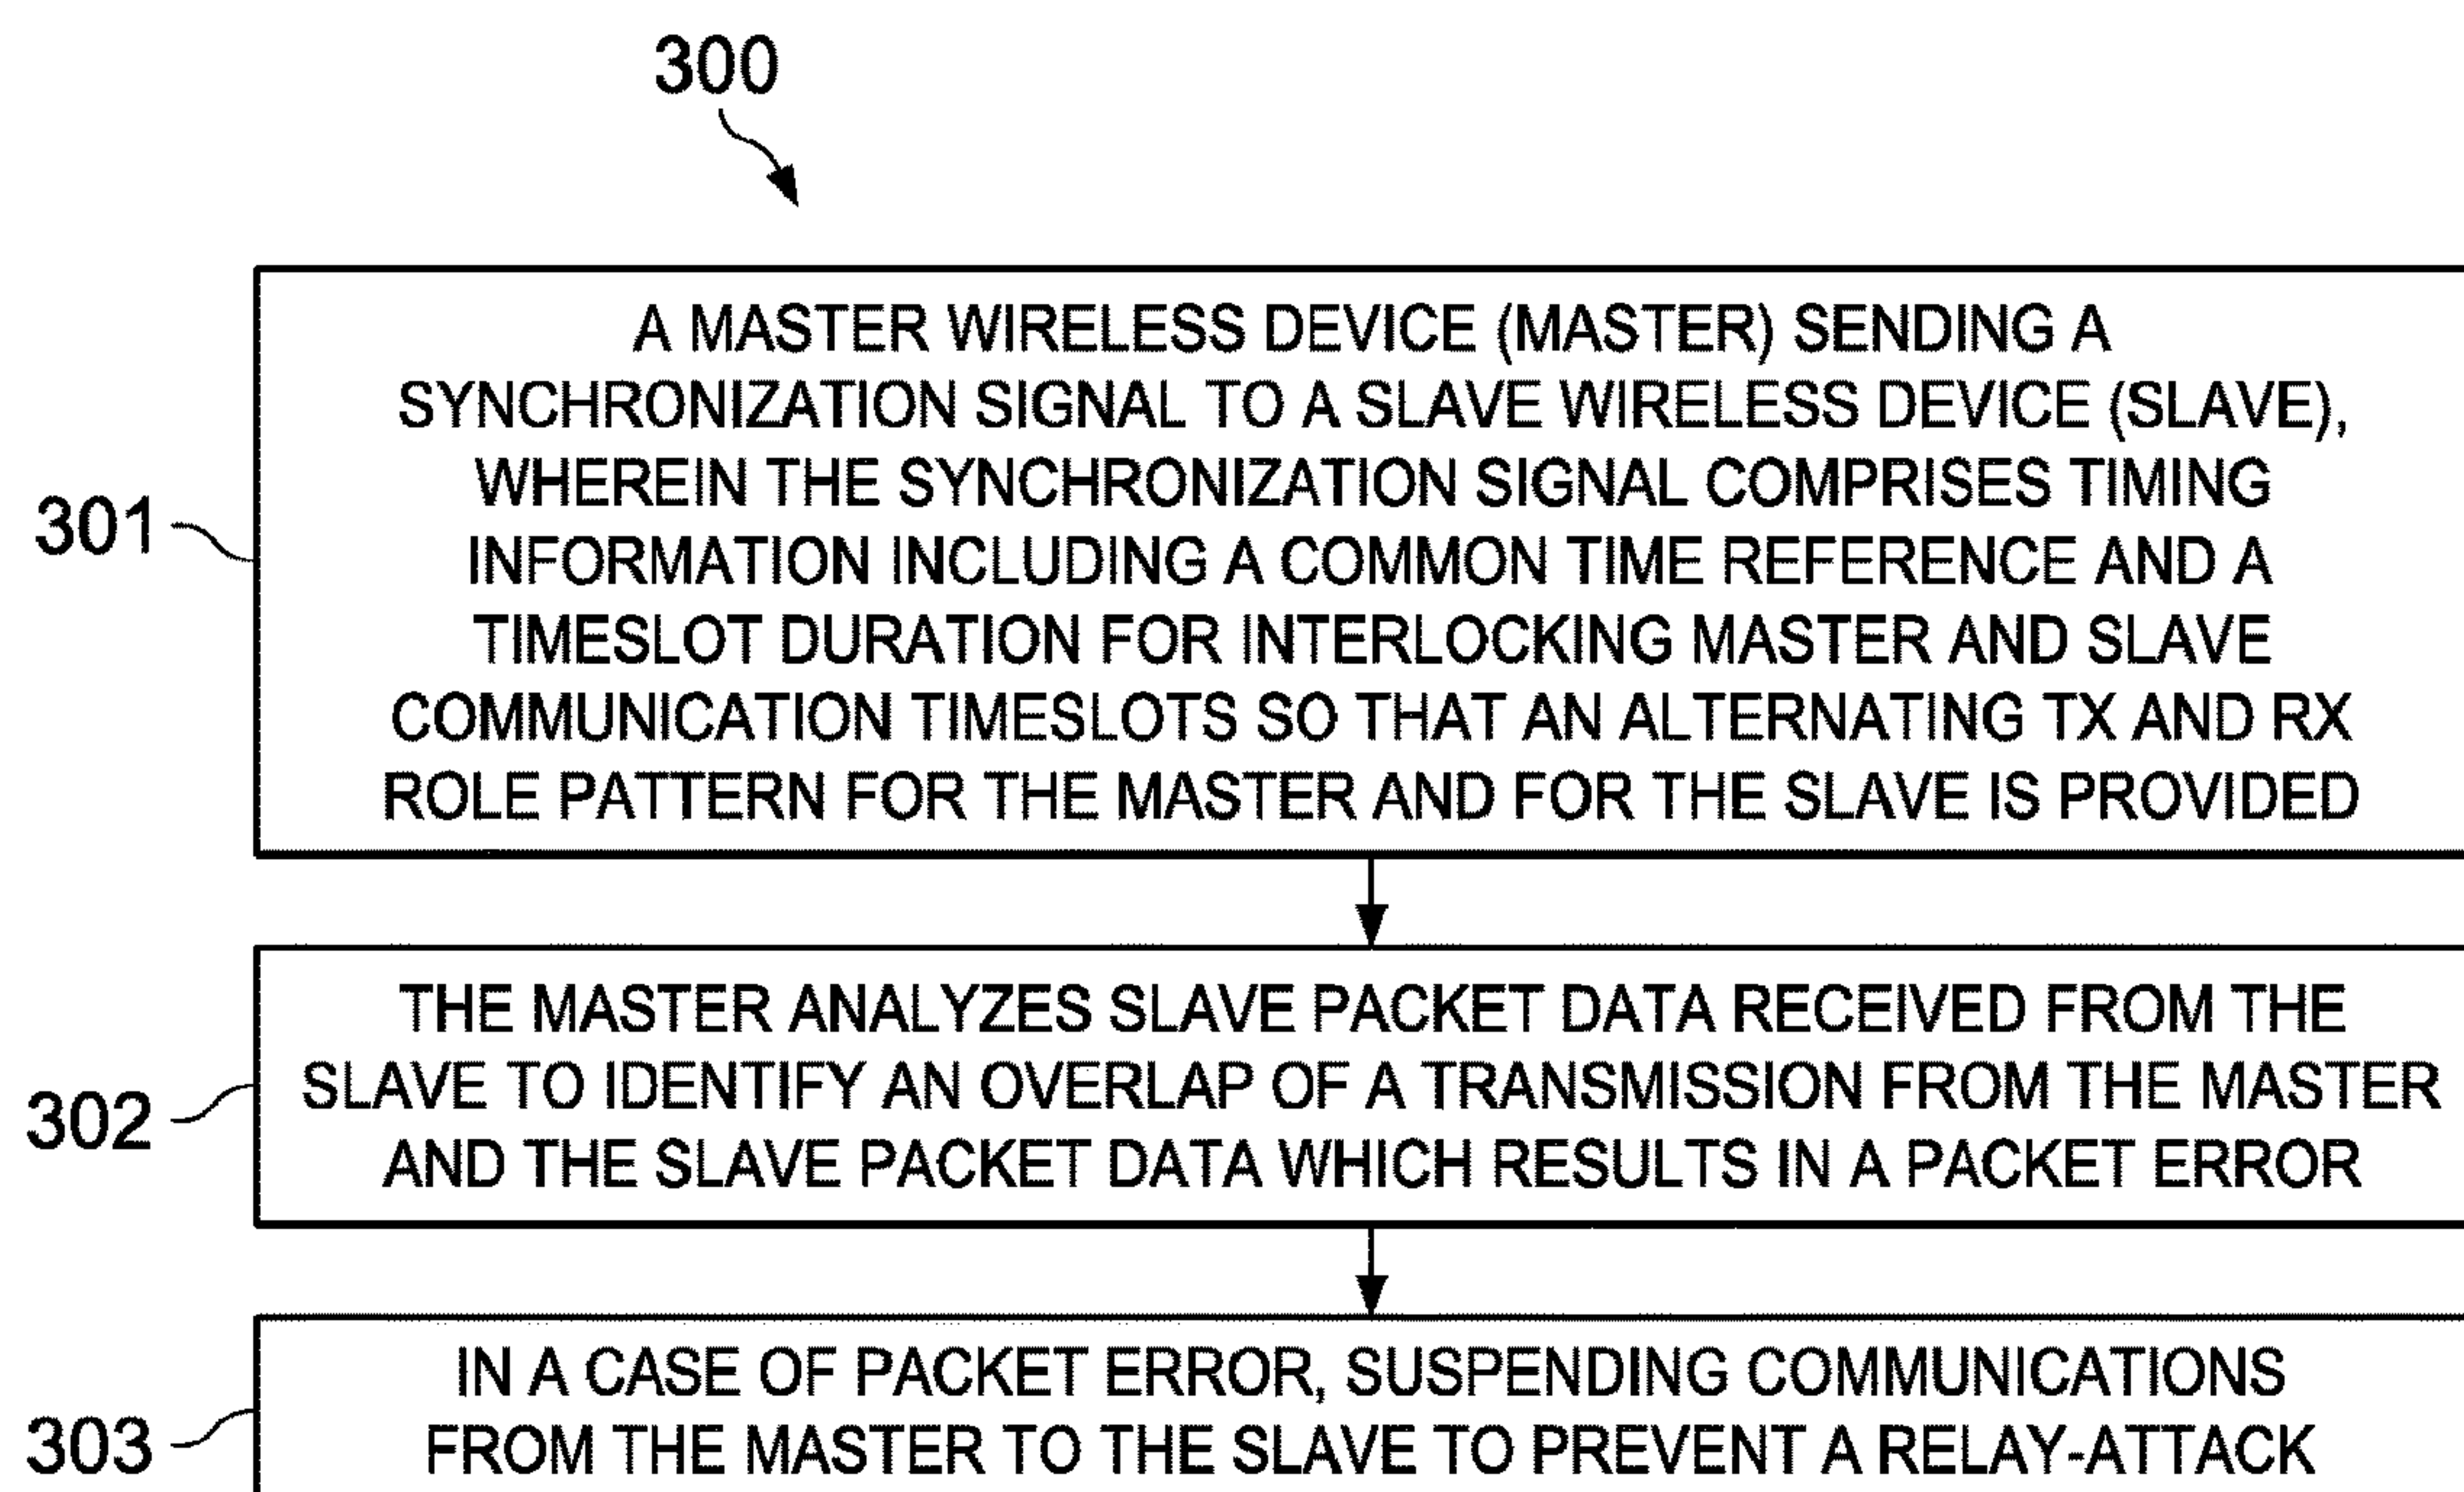 300
301
A MASTER WIRELESS DEVICE (MASTER) SENDING A
SYNCHRONIZATION SIGNAL TO A SLAVE WIRELESS DEVICE (SLAVE),
WHEREIN THE SYNCHRONIZATION SIGNAL COMPRISES TIMING
INFORMATION INCLUDING A COMMON TIME REFERENCE AND A
TIMESLOT DURATION FOR INTERLOCKING MASTER AND SLAVE
COMMUNICATION TIMESLOTS SO THAT AN ALTERNATING TX AND RX
ROLE PATTERN FOR THE MASTER AND FOR THE SLAVE IS PROVIDED
302
THE MASTER ANALYZES SLAVE PACKET DATA RECEIVED FROM THE
SLAVE TO IDENTIFY AN OVERLAP OF A TRANSMISSION FROM THE MASTER
AND THE SLAVE PACKET DATA WHICH RESULTS IN A PACKET ERROR
303
IN A CASE OF PACKET ERROR, SUSPENDING COMMUNICATIONS
FROM THE MASTER TO THE SLAVE TO PREVENT A RELAY-ATTACK